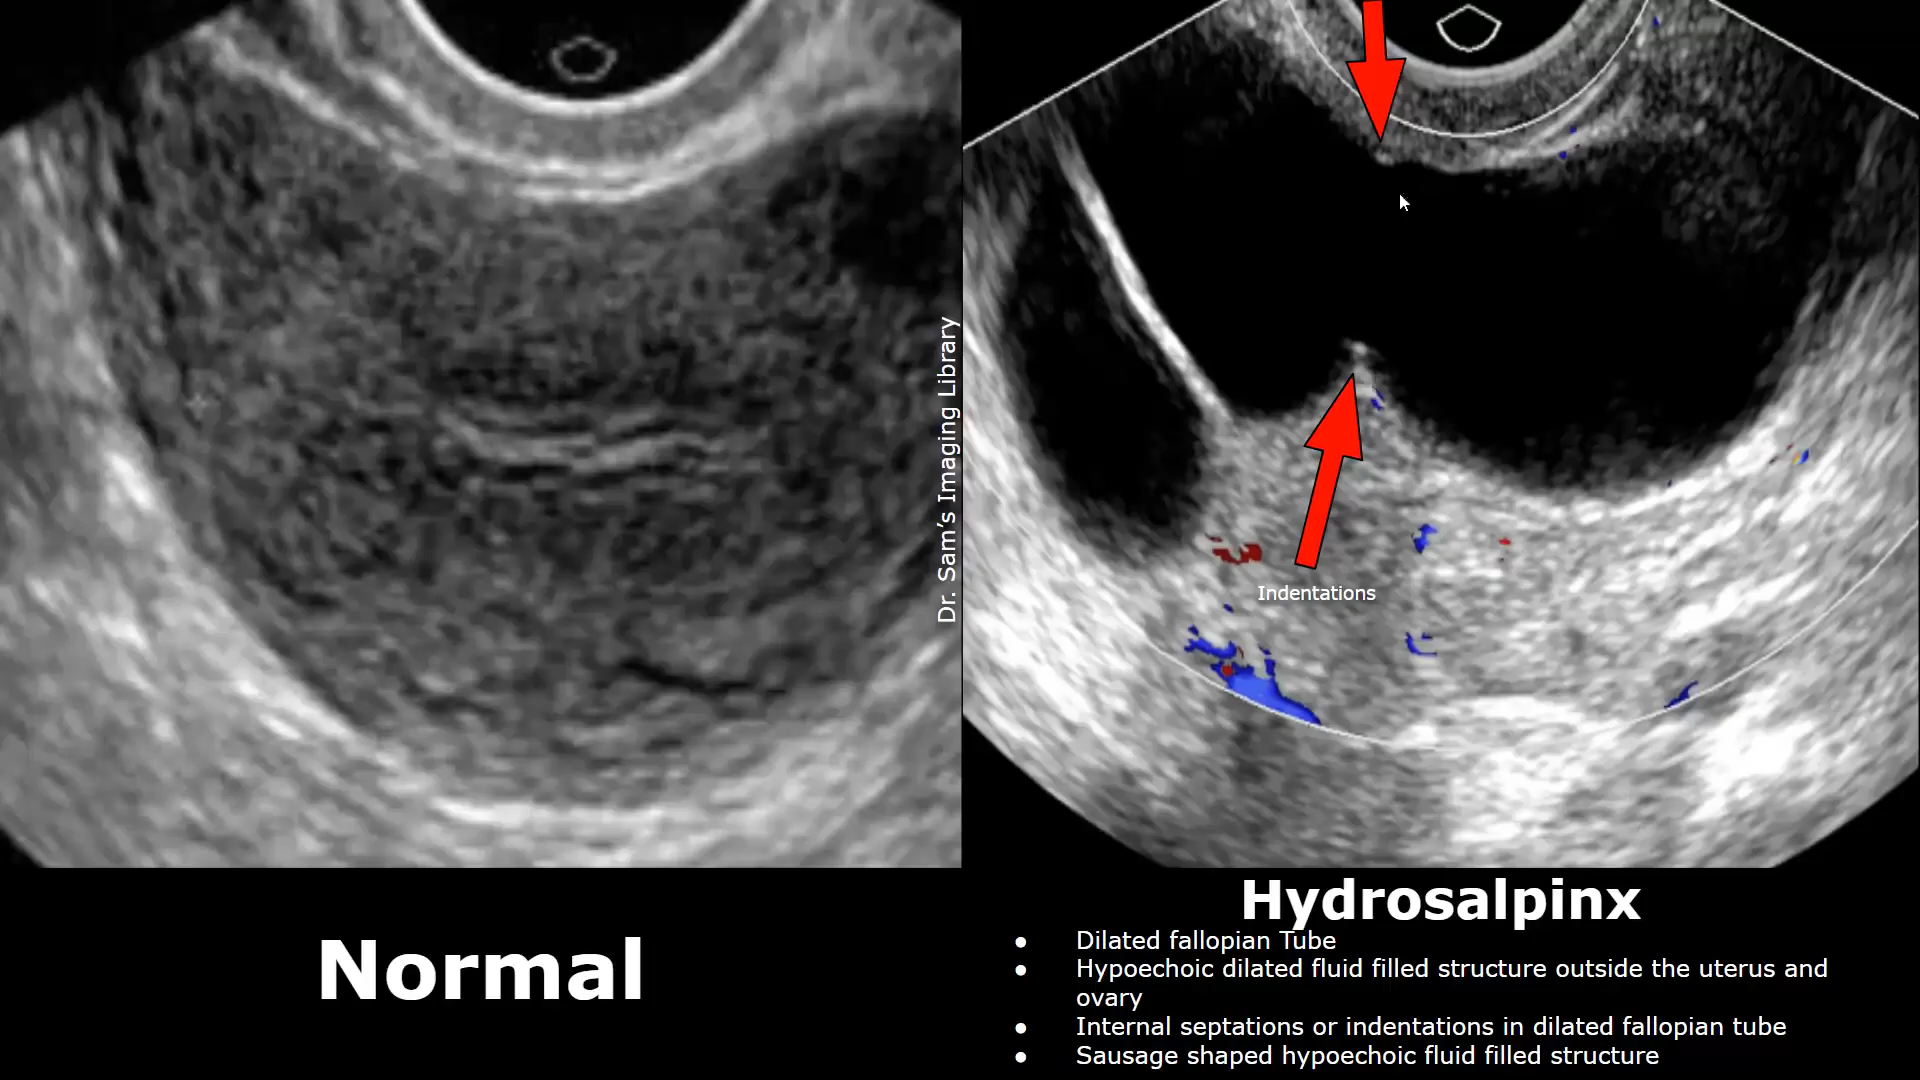 Dr. Sam's Imaging Library
Indentations
Normal
Hydrosalpinx
● Dilated fallopian Tube
● Hypoechoic dilated fluid filled structure outside the uterus and
ovary
● Internal septations or indentations in dilated fallopian tube
● Sausage shaped hypoechoic fluid filled structure